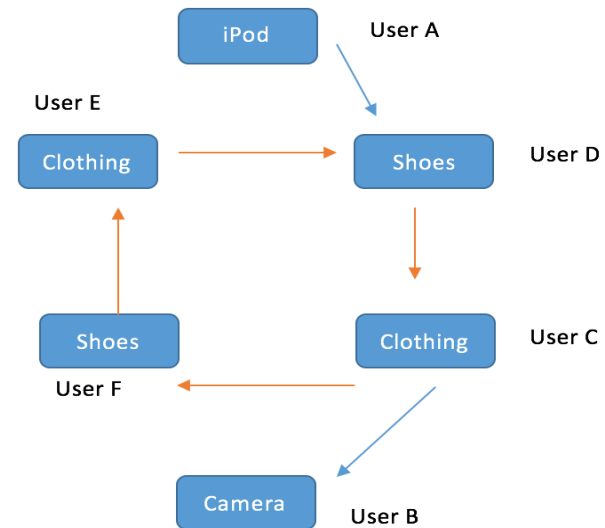 iPod
User A
User E
Clothing
Shoes
User D
Shoes
Clothing
User C
User F
Camera
User B